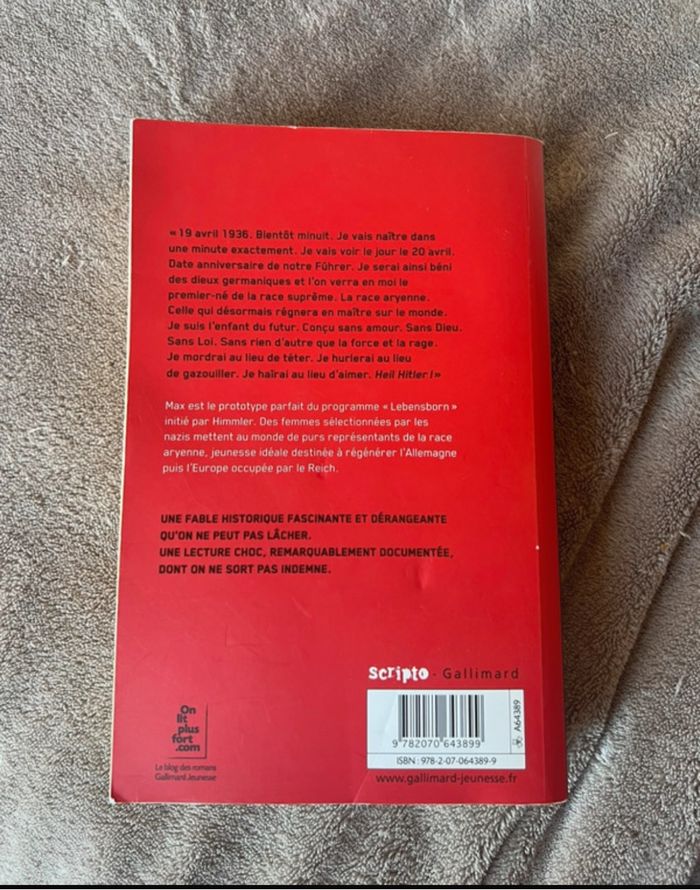 « 19 avril 1936. Bientôt minuit. Je vais naître dans
une minute exactement. Je vais voir le jour le 20 avril.
Date anniversaire de notre Führer. Je serai ainsi béni
des dieux germaniques et l'on verra en moi le
premier-né de la race suprême. La race aryenne.
Celle qui désormais régnera en maître sur le monde.
Je suis l'enfant du futur. Conçu sans amour. Sans Dieu.
Sans Loi. Sans rien d'autre que la force et la rage.
Je mordrai au lieu de téter. Je hurlerai au lieu
de gazouiller. Je haïrai au lieu d'aimer. Heil Hitler ! »
Max est le prototype parfait du programme « Lebensborn »
initié par Himmler. Des femmes sélectionnées par les
nazis mettent au monde de purs représentants de la race
aryenne, jeunesse idéale destinée à régénérer l'Allemagne
puis l'Europe occupée par le Reich.
UNE FABLE HISTORIQUE FASCINANTE ET DÉRANGEANTE
QU'ON NE PEUT PAS LÂCHER.
UNE LECTURE CHOC, REMARQUABLEMENT DOCUMENTÉE,
DONT ON NE SORT PAS INDEMNE.
scripto · Gallimard
On
lit
plus
fort
.com
Le blog des romans
Gallimard Jeunesse
9 782070 643899
A64389
ISBN : 978-2-07-064389-9
www.gallimard-jeunesse.fr